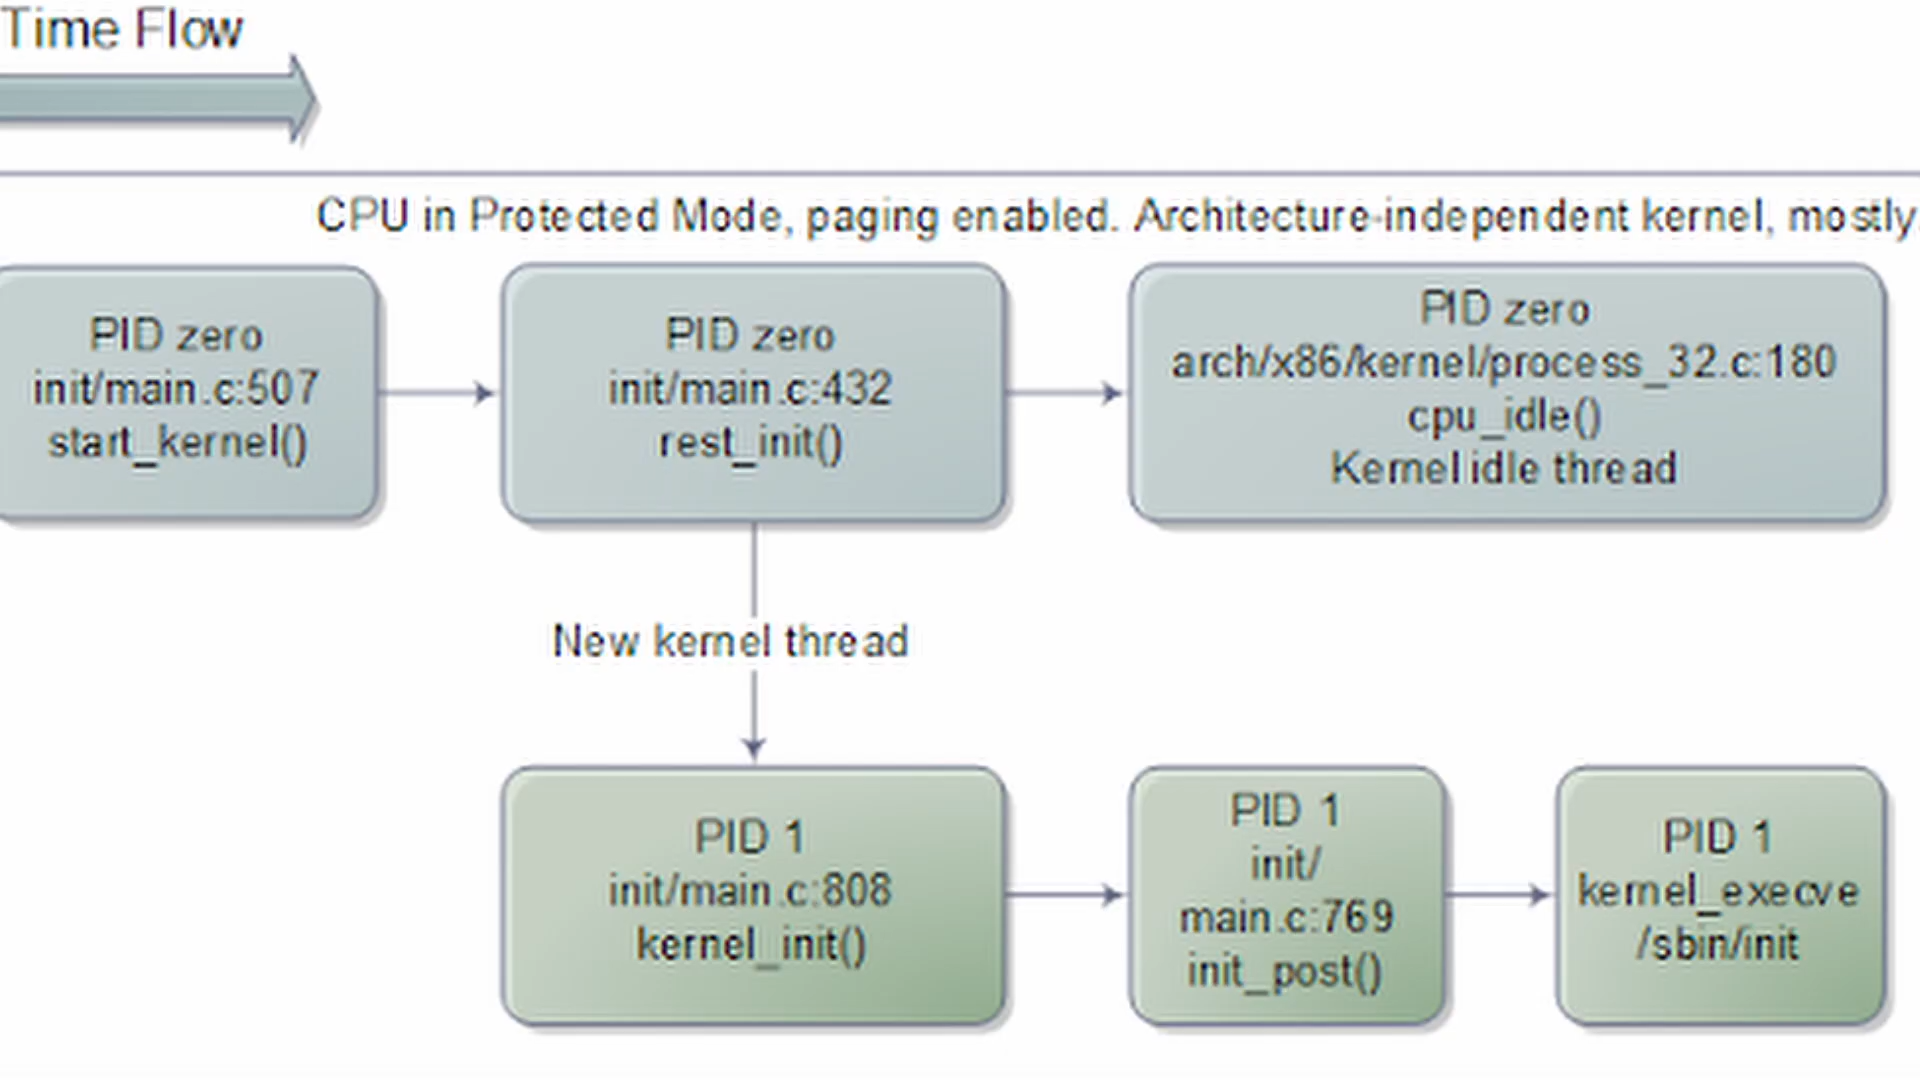 Time Flow
CPU in Protected Mode, paging enabled. Architecture-independent kernel, mostly.
PID zero
init/main.c:507
start_kernel()
PID zero
init/main.c:432
rest_init()
PID zero
arch/x86/kernel/process_32.c:180
cpu_idle()
Kernel idle thread
New kernel thread
PID 1
init/main.c:808
kernel_init()
PID 1
init/
main.c:769
init_post()
PID 1
kernel_execve
/sbin/init